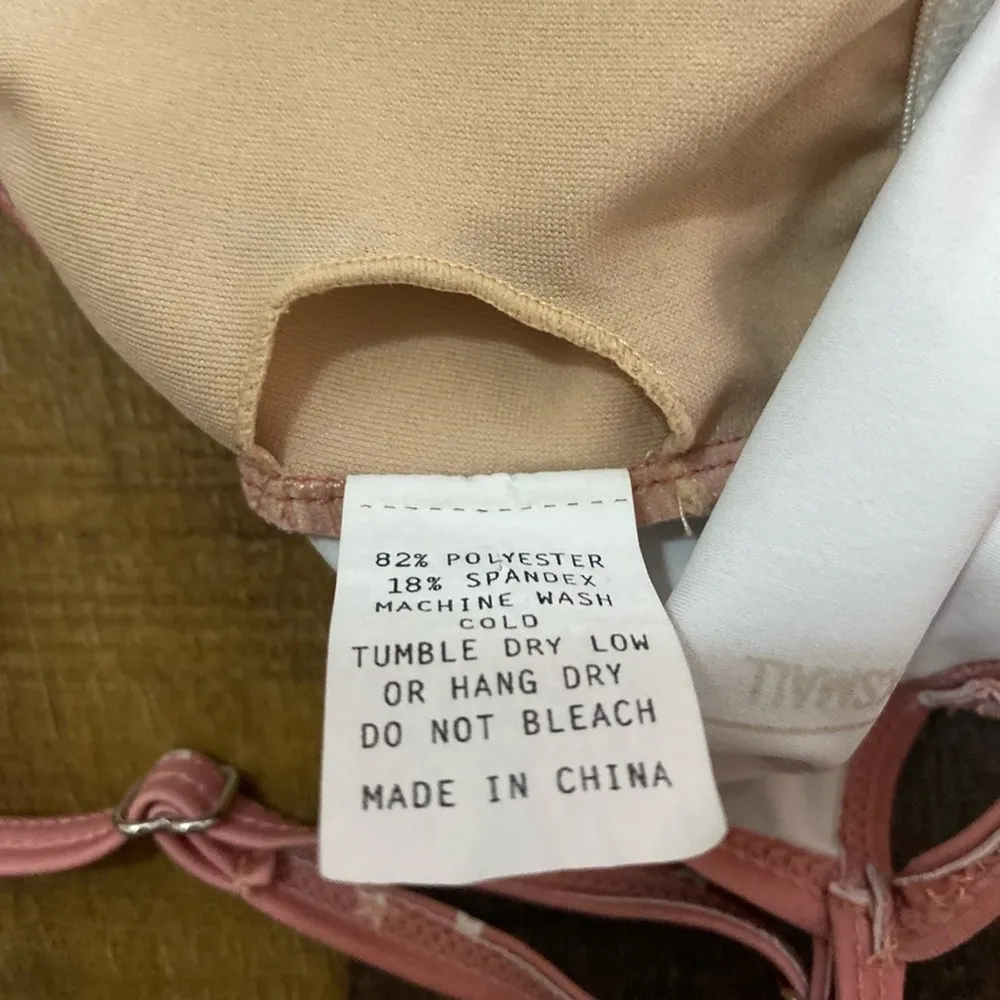 82% POLYESTER
18% SPANDEX
MACHINE WASH
COLD
TUMBLE DRY LOW
OR HANG DRY
DO NOT BLEACH
MADE IN CHINA
SMALL